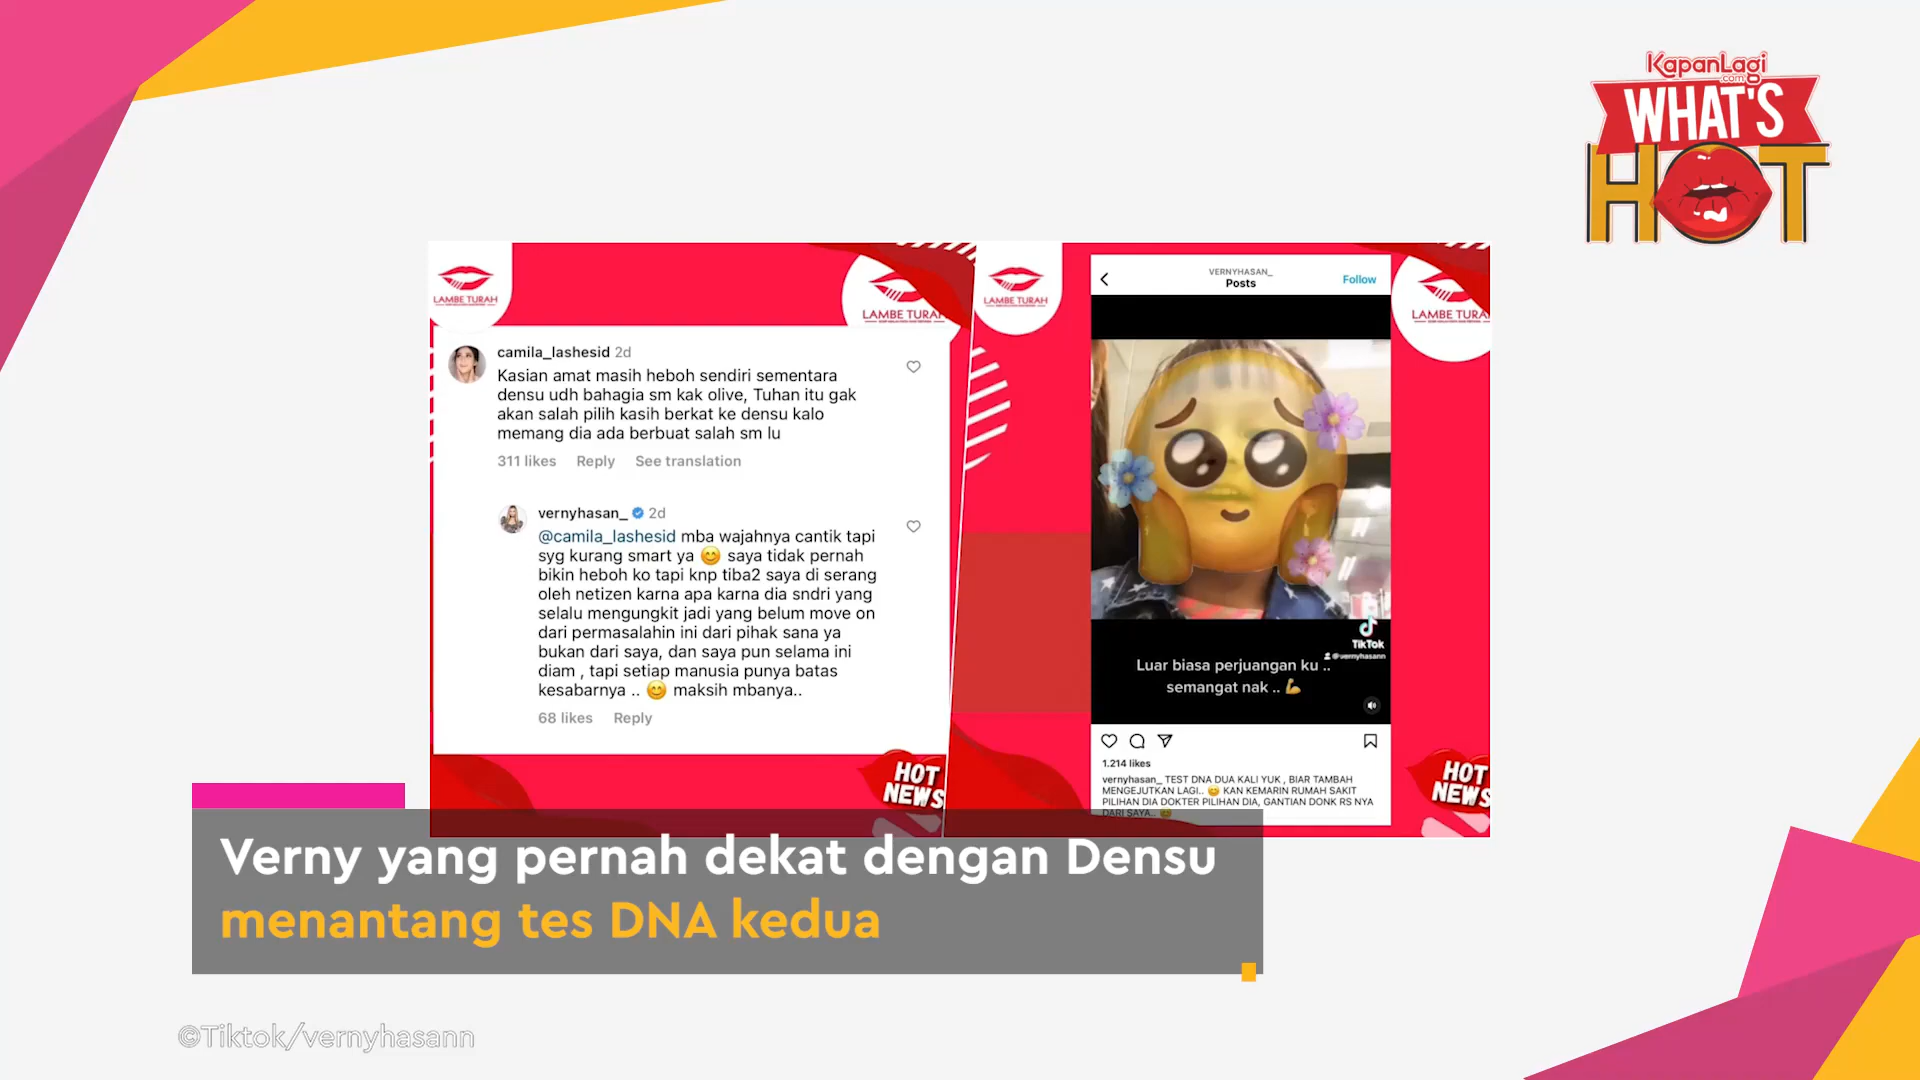 KapanLagi
.com
WHAT'S
HOT
LAMBE TURAH
LAMBE TURAH
camila_lashesid 2d
Kasian amat masih heboh sendiri sementara
densu udh bahagia sm kak olive, Tuhan itu gak
akan salah pilih kasih berkat ke densu kalo
memang dia ada berbuat salah sm lu
311 likes Reply See translation
vernyhasan_ 2d
@camila_lashesid mba wajahnya cantik tapi
syg kurang smart ya 😊 saya tidak pernah
bikin heboh ko tapi knp tiba2 saya di serang
oleh netizen karna apa karna dia sndri yang
selalu mengungkit jadi yang belum move on
dari permasalahin ini dari pihak sana ya
bukan dari saya, dan saya pun selama ini
diam , tapi setiap manusia punya batas
kesabarnya .. 😊 maksih mbanya..
68 likes Reply
HOT
NEWS
LAMBE TURAH
LAMBE TURA
VERNYHASAN_
Posts
Follow
TikTok
@vernyhasann
Luar biasa perjuangan ku ..
semangat nak .. 💪
1.214 likes
vernyhasan_ TEST DNA DUA KALI YUK , BIAR TAMBAH
MENGEJUTKAN LAGI.. 😊 KAN KEMARIN RUMAH SAKIT
PILIHAN DIA DOKTER PILIHAN DIA, GANTIAN DONK RS NYA
DARI SAYA.. 😊
HOT
NEWS
Verny yang pernah dekat dengan Densu
menantang tes DNA kedua
©Tiktok/vernyhasann